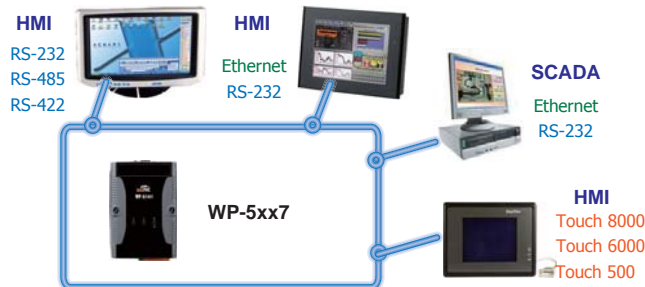 HMI
RS-232
RS-485
RS-422
HMI
Ethernet
RS-232
SCADA
Ethernet
RS-232
WP-5xx7
HMI
Touch 8000
Touch 6000
Touch 500